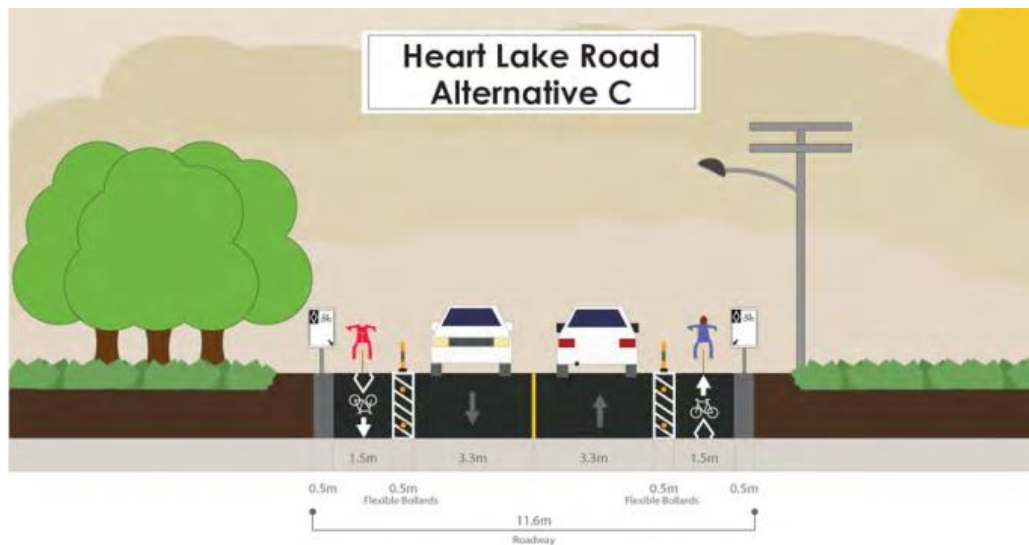 Heart Lake Road
Alternative C
1.5m 3.3m 3.3m 1.5m
0.5m 0.5m 0.5m 0.5m
Flexible Bollards Flexible Bollards
11.6m
Roadway